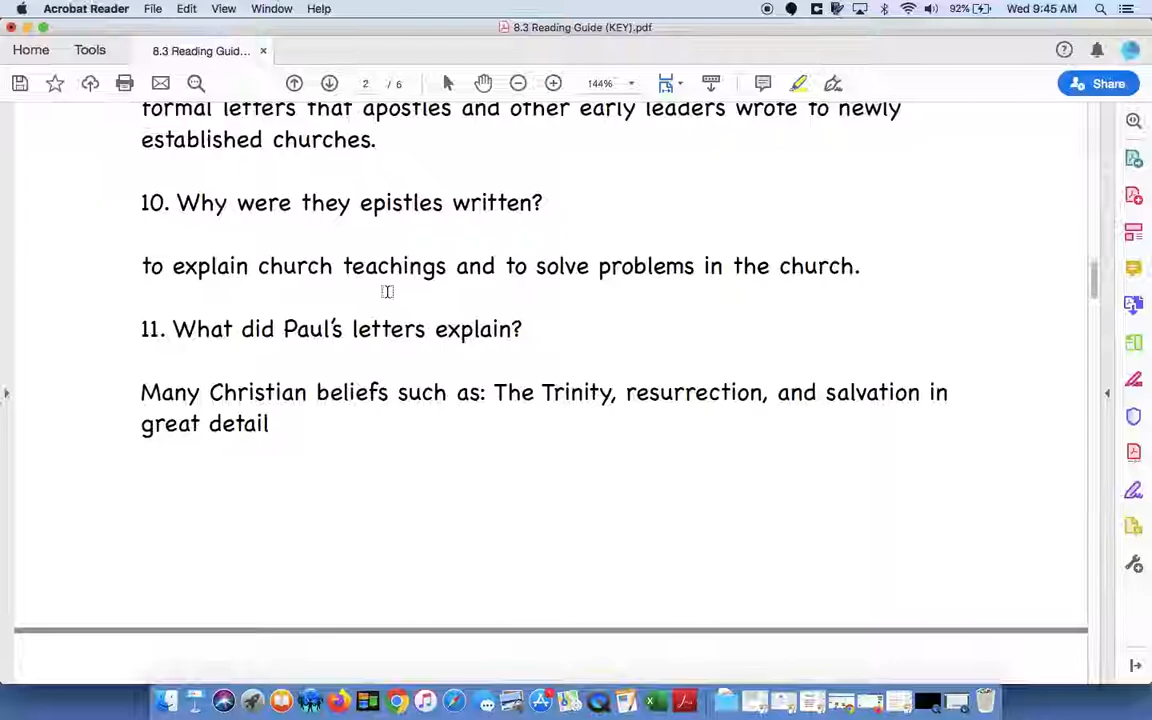 Acrobat Reader File Edit View Window Help 92% Wed 9:45 AM
8.3 Reading Guide (KEY).pdf
Home Tools 8.3 Reading Guid... ×
2 / 6 144% Share
formal letters that apostles and other early leaders wrote to newly
established churches.
10. Why were they epistles written?
to explain church teachings and to solve problems in the church.
11. What did Paul's letters explain?
Many Christian beliefs such as: The Trinity, resurrection, and salvation in
great detail